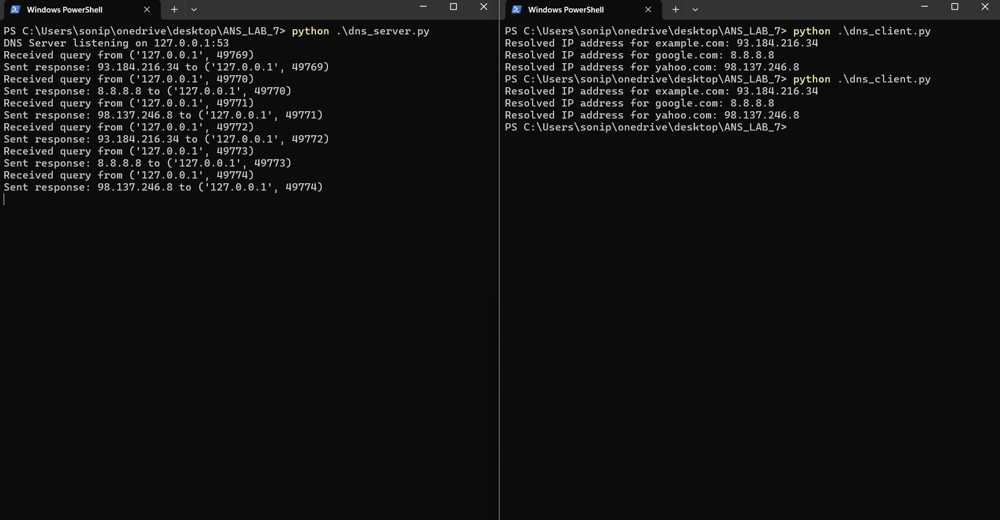 Windows PowerShell
PS C:\Users\sonip\onedrive\desktop\ANS_LAB_7> python .\dns_server.py
DNS Server listening on 127.0.0.1:53
Received query from ('127.0.0.1', 49769)
Sent response: 93.184.216.34 to ('127.0.0.1', 49769)
Received query from ('127.0.0.1', 49770)
Sent response: 8.8.8.8 to ('127.0.0.1', 49770)
Received query from ('127.0.0.1', 49771)
Sent response: 98.137.246.8 to ('127.0.0.1', 49771)
Received query from ('127.0.0.1', 49772)
Sent response: 93.184.216.34 to ('127.0.0.1', 49772)
Received query from ('127.0.0.1', 49773)
Sent response: 8.8.8.8 to ('127.0.0.1', 49773)
Received query from ('127.0.0.1', 49774)
Sent response: 98.137.246.8 to ('127.0.0.1', 49774)
Windows PowerShell
PS C:\Users\sonip\onedrive\desktop\ANS_LAB_7> python .\dns_client.py
Resolved IP address for example.com: 93.184.216.34
Resolved IP address for google.com: 8.8.8.8
Resolved IP address for yahoo.com: 98.137.246.8
PS C:\Users\sonip\onedrive\desktop\ANS_LAB_7> python .\dns_client.py
Resolved IP address for example.com: 93.184.216.34
Resolved IP address for google.com: 8.8.8.8
Resolved IP address for yahoo.com: 98.137.246.8
PS C:\Users\sonip\onedrive\desktop\ANS_LAB_7>